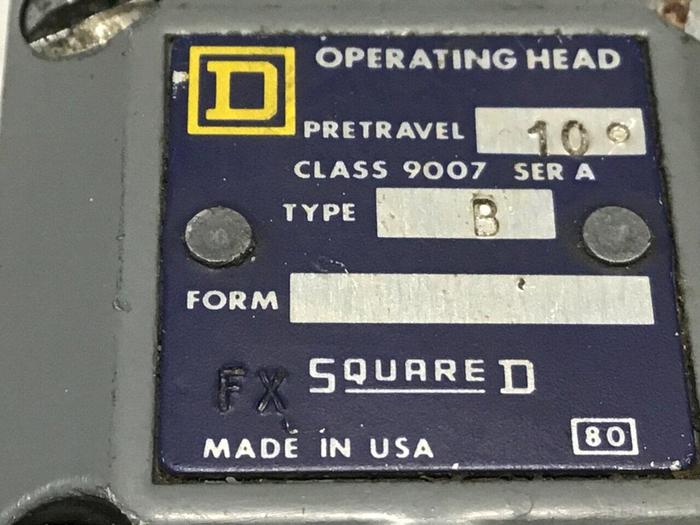 D OPERATING HEAD
PRETRAVEL 10°
CLASS 9007 SER A
TYPE B
FORM
FX SQUARE D
MADE IN USA 80